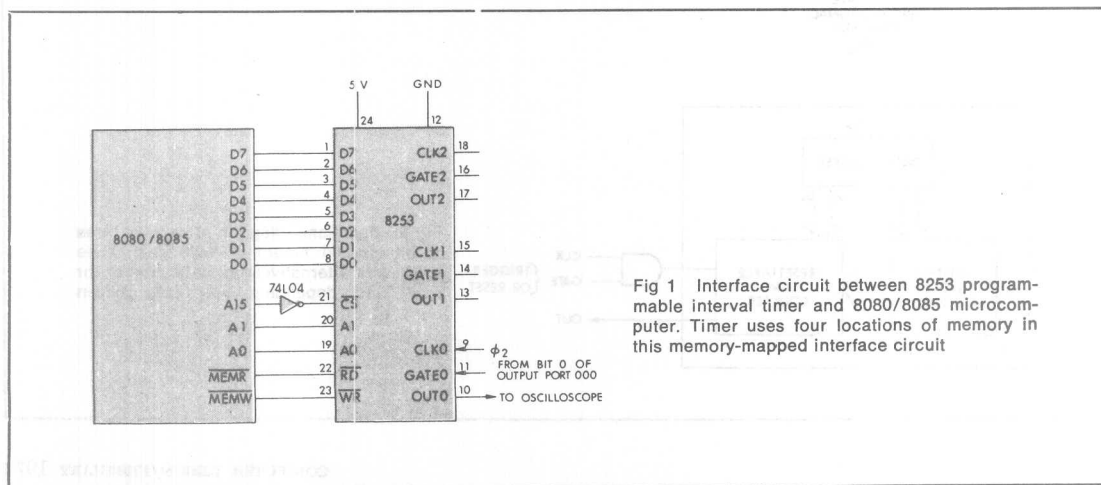 5 V
GND
24
12
8080/8085
D7
D6
D5
D4
D3
D2
D1
D0
A15
A1
A0
MEMR
MEMW
74L04
1
2
3
4
5
6
7
8
21
20
19
22
23
D7
D6
D5
D4
D3
D2
D1
D0
CS
A1
A0
RD
WR
8253
CLK2
GATE2
OUT2
CLK1
GATE1
OUT1
CLK0
GATE0
OUT0
18
16
17
15
14
13
9
11
10
ϕ2
FROM BIT 0 OF
OUTPUT PORT 000
TO OSCILLOSCOPE
Fig 1 Interface circuit between 8253 program-
mable interval timer and 8080/8085 microcom-
puter. Timer uses four locations of memory in
this memory-mapped interface circuit